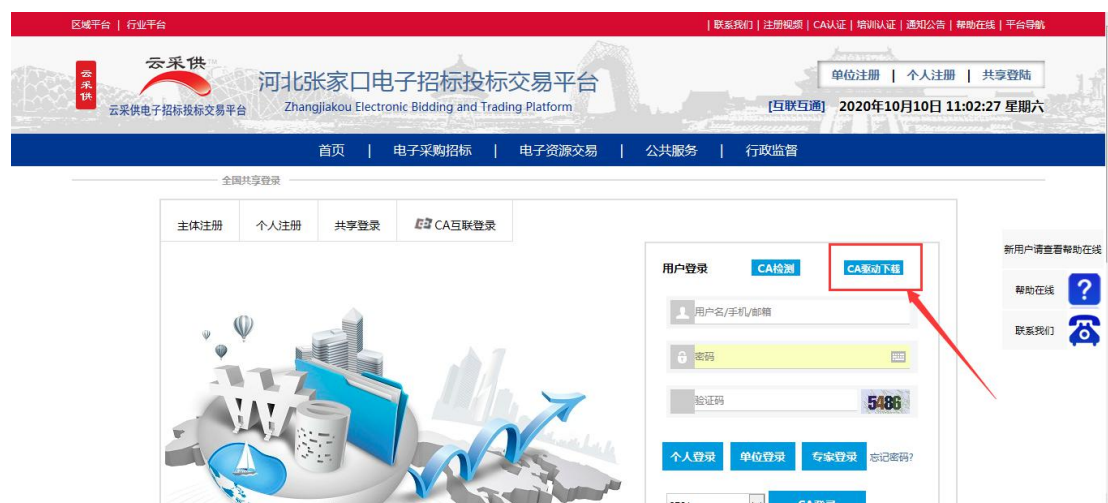 区域平台 | 行业平台
| 联系我们 | 注册视频 | CA认证 | 培训认证 | 通知公告 | 帮助在线 | 平台导航
云采供
云采供
云采供电子招标投标交易平台
河北张家口电子招标投标交易平台
Zhangjiakou Electronic Bidding and Trading Platform
单位注册 | 个人注册 | 共享登陆
[互联互通] 2020年10月10日 11:02:27 星期六
首页 | 电子采购招标 | 电子资源交易 | 公共服务 | 行政监督
全国共享登录
主体注册 个人注册 共享登录 CA互联登录
用户登录 CA检测 CA驱动下载
用户名/手机/邮箱
密码
验证码 5486
个人登录 单位登录 专家登录 忘记密码?
新用户请查看帮助在线
帮助在线
联系我们